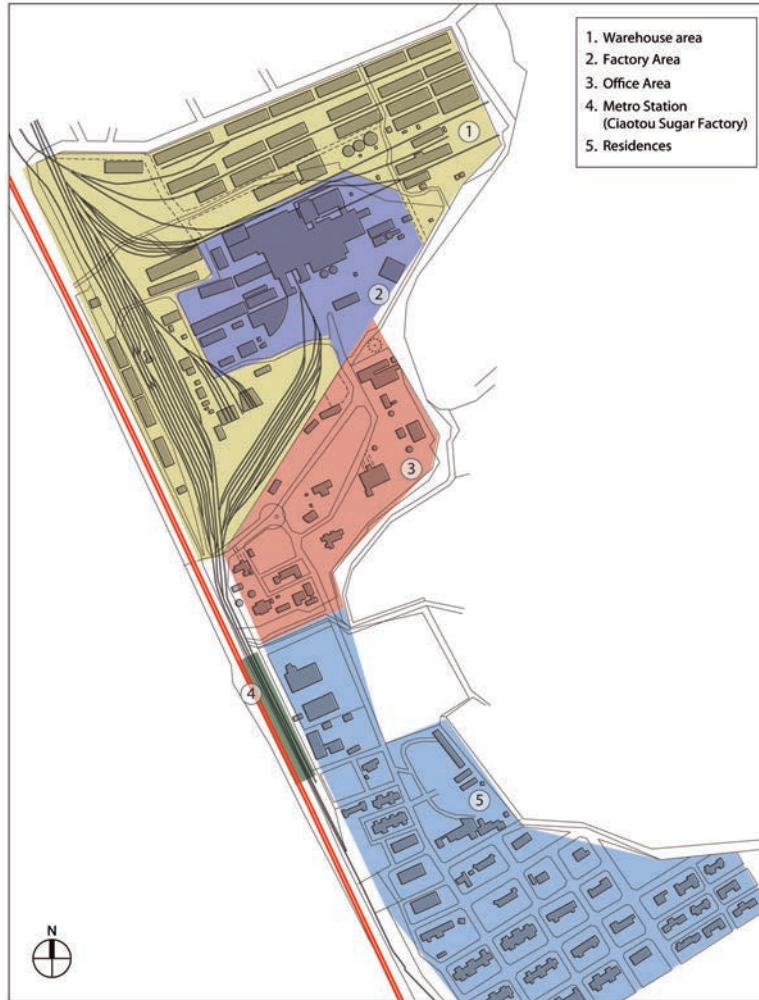 1. Warehouse area
2. Factory Area
3. Office Area
4. Metro Station
(Ciaotou Sugar Factory)
5. Residences
1
2
3
4
5
N